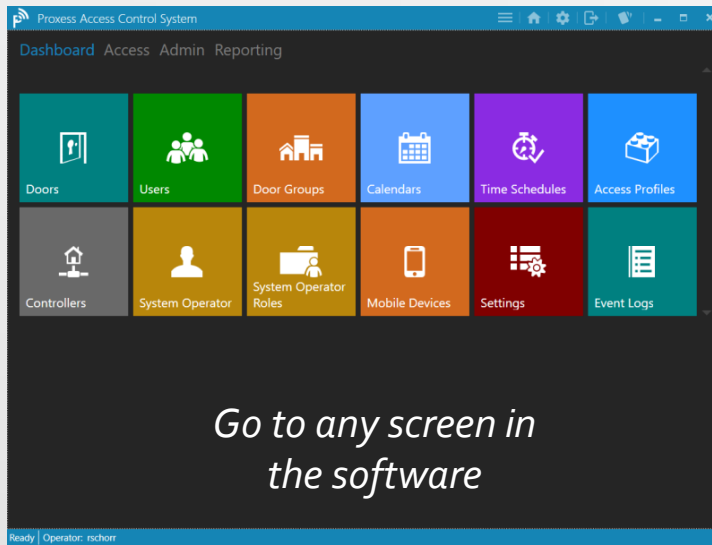 Proxess Access Control System
Dashboard Access Admin Reporting
Doors
Users
Door Groups
Calendars
Time Schedules
Access Profiles
Controllers
System Operator
System Operator
Roles
Mobile Devices
Settings
Event Logs
Go to any screen in
the software
Ready Operator: rschorr